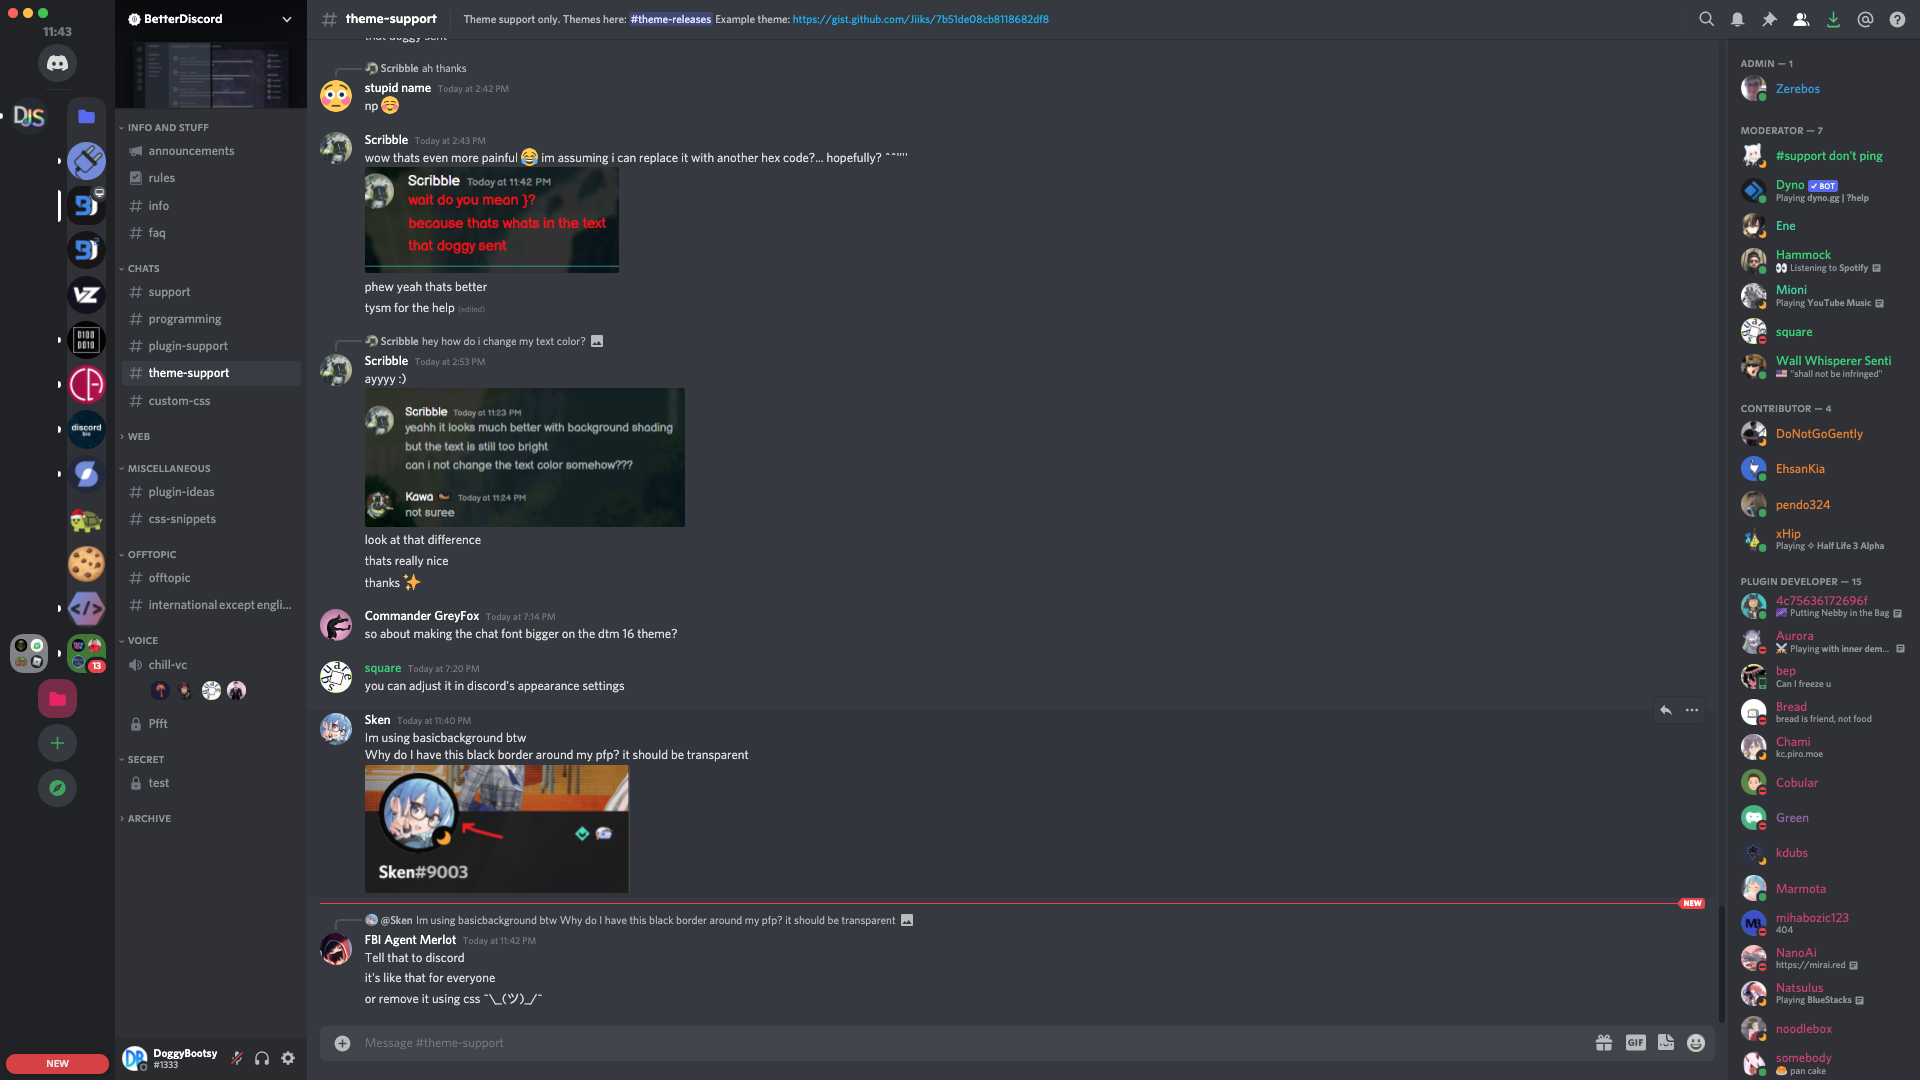 11:43
BetterDiscord
INFO AND STUFF
announcements
rules
info
faq
CHATS
support
programming
plugin-support
theme-support
custom-css
WEB
MISCELLANEOUS
plugin-ideas
css-snippets
OFFTOPIC
offtopic
international except engli...
VOICE
chill-vc
Pfft
SECRET
test
ARCHIVE
13
NEW
DoggyBootsy
#1333
theme-support
Theme support only. Themes here: #theme-releases Example theme: https://gist.github.com/Jiiks/7b51de08cb8118682df8
that doggy sent
Scribble ah thanks
stupid name Today at 2:42 PM
np
Scribble Today at 2:43 PM
wow thats even more painful 😂 im assuming i can replace it with another hex code?... hopefully? ^^''''
Scribble Today at 11:42 PM
wait do you mean }?
because thats whats in the text
that doggy sent
phew yeah thats better
tysm for the help (edited)
Scribble hey how do i change my text color?
Scribble Today at 2:53 PM
ayyyy :)
Scribble Today at 11:23 PM
yeahh it looks much better with background shading
but the text is still too bright
can i not change the text color somehow???
Kawa Today at 11:24 PM
not suree
look at that difference
thats really nice
thanks ✨
Commander GreyFox Today at 7:14 PM
so about making the chat font bigger on the dtm 16 theme?
square Today at 7:20 PM
you can adjust it in discord's appearance settings
Sken Today at 11:40 PM
Im using basicbackground btw
Why do I have this black border around my pfp? it should be transparent
Sken#9003
NEW
@Sken Im using basicbackground btw Why do I have this black border around my pfp? it should be transparent
FBI Agent Merlot Today at 11:42 PM
Tell that to discord
it's like that for everyone
or remove it using css ¯\_(ツ)_/¯
Message #theme-support
GIF
ADMIN — 1
Zerebos
MODERATOR — 7
#support don't ping
Dyno BOT
Playing dyno.gg | ?help
Ene
Hammock
👀 Listening to Spotify
Mioni
Playing YouTube Music
square
Wall Whisperer Senti
🇺🇸 "shall not be infringed"
CONTRIBUTOR — 4
DoNotGoGently
EhsanKia
pendo324
xHip
Playing ✧ Half Life 3 Alpha
PLUGIN DEVELOPER — 15
4c75636172696f
Putting Nebby in the Bag
Aurora
⚔️ Playing with inner dem...
bep
Can I freeze u
Bread
bread is friend, not food
Chami
kc.piro.moe
Cobular
Green
kdubs
Marmota
mihabozic123
404
NanoAi
https://mirai.red
Natsulus
Playing BlueStacks
noodlebox
somebody
🥞 pan cake